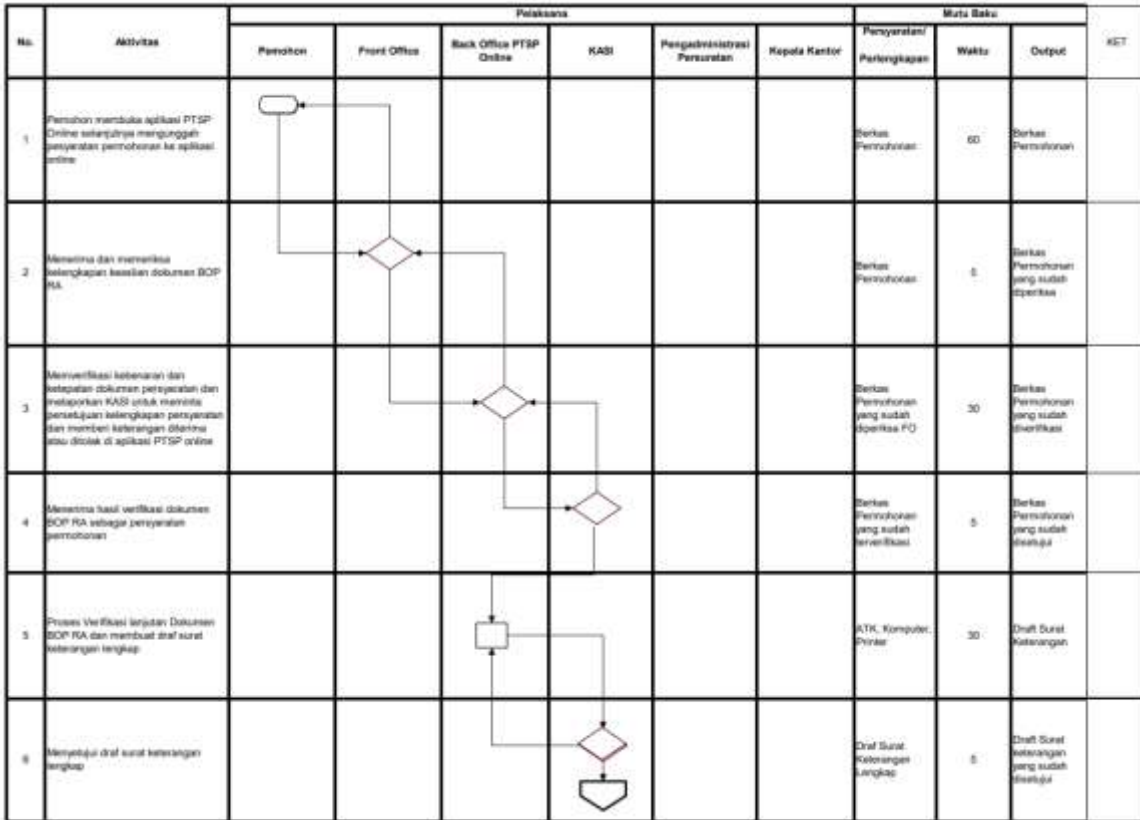 No.
Aktivitas
Pelaksana
Mutu Baku
KET
Pemohon
Front Office
Back Office PTSP
Online
KASI
Pengadministrasi
Persuratan
Kepala Kantor
Persyaratan/
Perlengkapan
Waktu
Output
1
Pemohon membuka aplikasi PTSP
Online selanjutnya mengunggah
pesyaratan permohonan ke aplikasi
online
Berkas
Permohonan
60
Berkas
Permohonan
2
Menerima dan memeriksa
kelengkapan keaslian dokumen BOP
RA
Berkas
Permohonan
5
Berkas
Permohonan
yang sudah
diperiksa
3
Memverifikasi kebenaran dan
ketepatan dokumen persyaratan dan
melaporkan KASI untuk meminta
persetujuan kelengkapan persyaratan
dan memberi keterangan diterima
atau ditolak di aplikasi PTSP online
Berkas
Permohonan
yang sudah
diperiksa FO
30
Berkas
Permohonan
yang sudah
diverifikasi
4
Menerima hasil verifikasi dokumen
BOP RA sebagai persyaratan
permohonan
Berkas
Permohonan
yang sudah
terverifikasi
5
Berkas
Permohonan
yang sudah
disetujui
5
Proses Verifikasi lanjutan Dokumen
BOP RA dan membuat draf surat
keterangan lengkap
ATK, Komputer,
Printer
30
Draft Surat
Keterangan
6
Menyetujui draf surat keterangan
lengkap
Draf Surat
Keterangan
Lengkap
5
Draft Surat
keterangan
yang sudah
disetujui